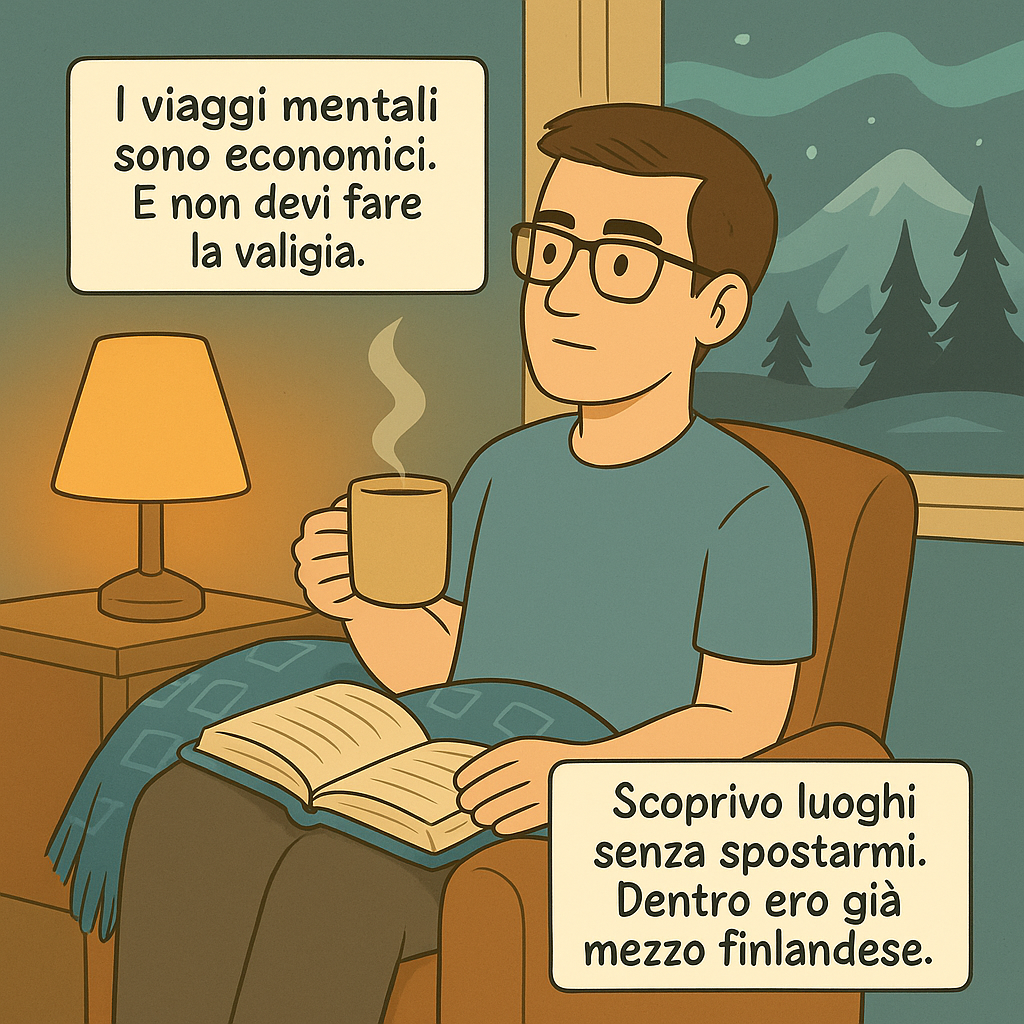 I viaggi mentali
sono economici.
E non devi fare
la valigia.
Scoprivo luoghi
senza spostarmi.
Dentro ero già
mezzo finlandese.